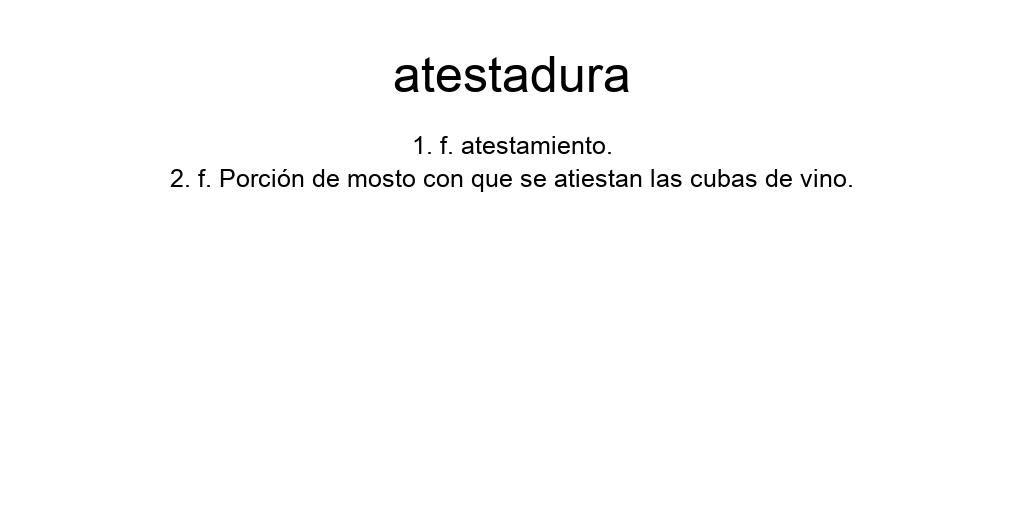 atestadura
1. f. atestamiento.
2. f. Porción de mosto con que se atiestan las cubas de vino.